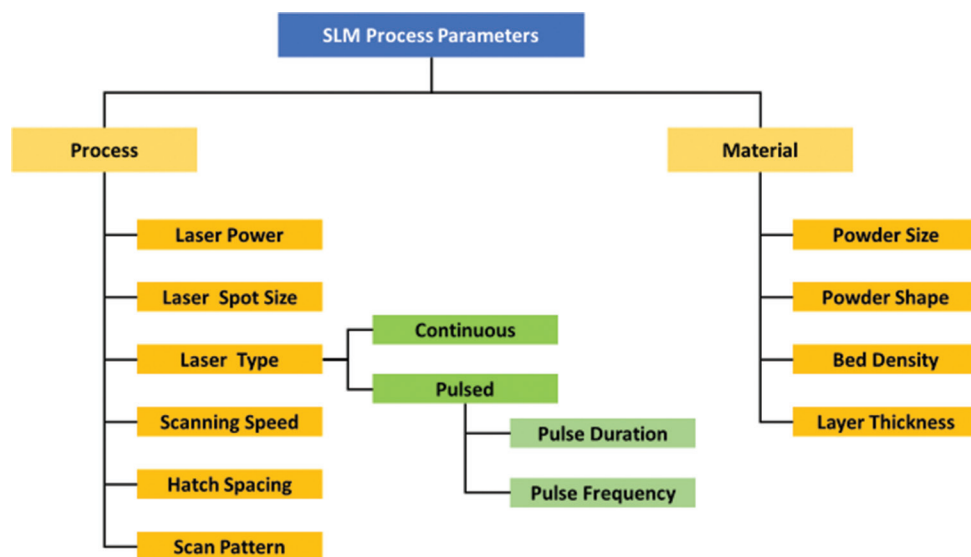 SLM Process Parameters
Process
Material
Laser Power
Laser Spot Size
Laser Type
Scanning Speed
Hatch Spacing
Scan Pattern
Continuous
Pulsed
Pulse Duration
Pulse Frequency
Powder Size
Powder Shape
Bed Density
Layer Thickness